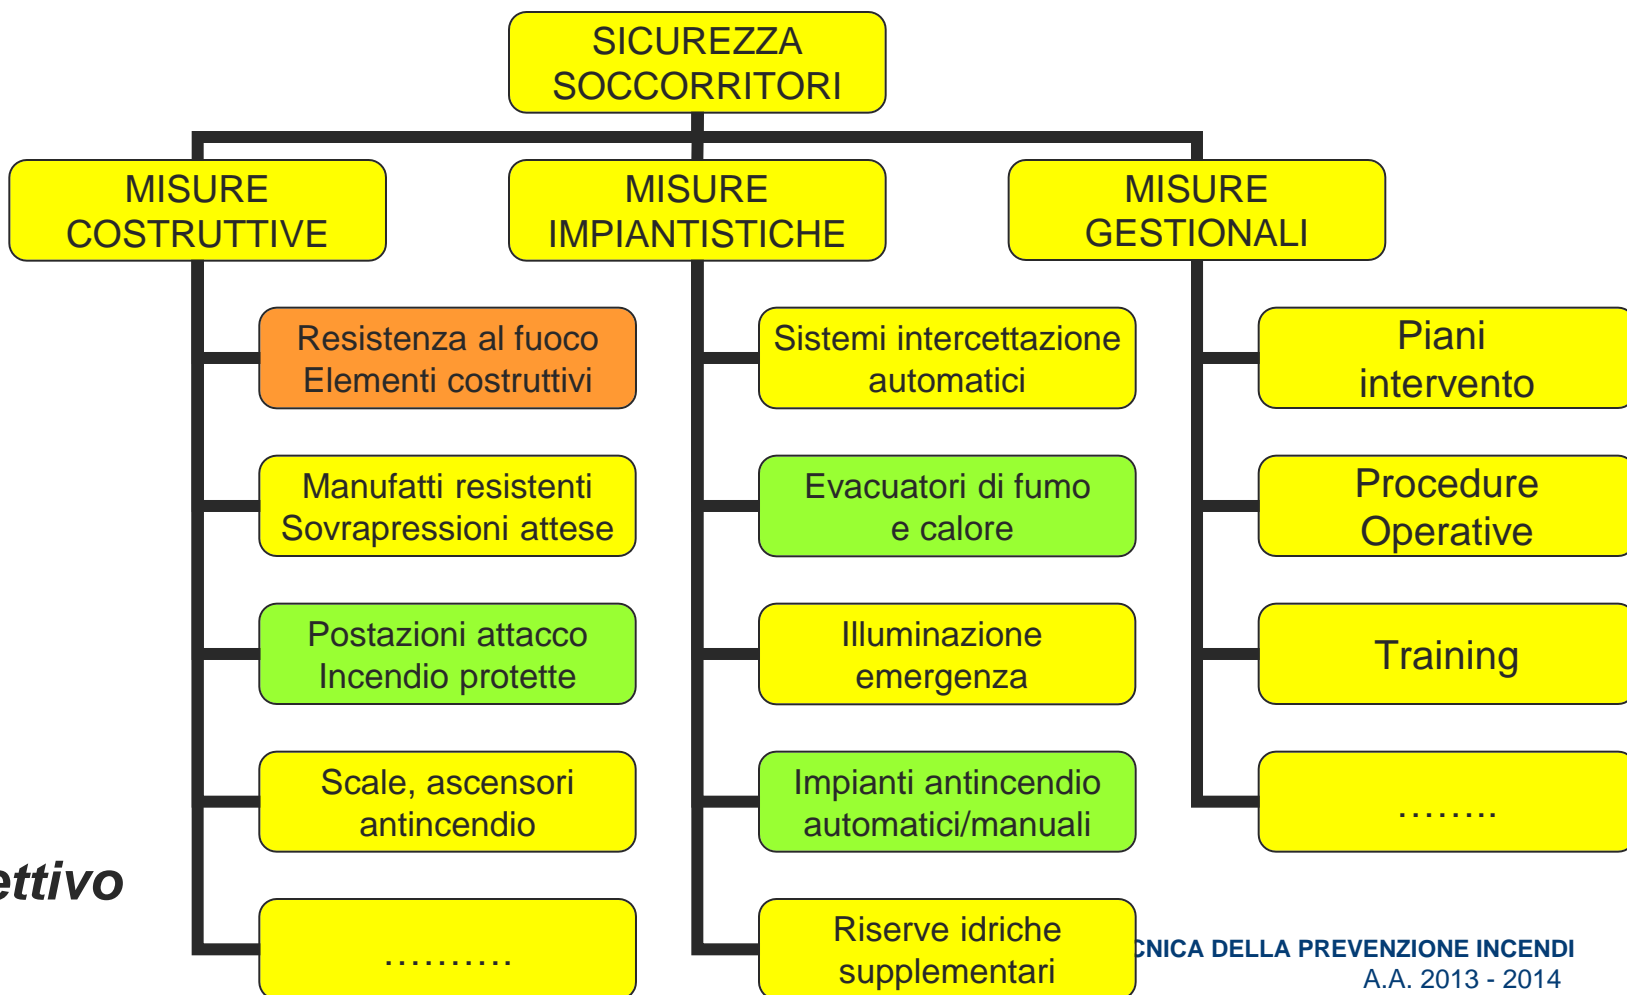 SICUREZZA
SOCCORRITORI
MISURE
COSTRUTTIVE
MISURE
IMPIANTISTICHE
MISURE
GESTIONALI
Resistenza al fuoco
Elementi costruttivi
Manufatti resistenti
Sovrapressioni attese
Postazioni attacco
Incendio protette
Scale, ascensori
antincendio
……….
Sistemi intercettazione
automatici
Evacuatori di fumo
e calore
Illuminazione
emergenza
Impianti antincendio
automatici/manuali
Riserve idriche
supplementari
Piani
intervento
Procedure
Operative
Training
……..
ettivo
CNICA DELLA PREVENZIONE INCENDI
A.A. 2013 - 2014